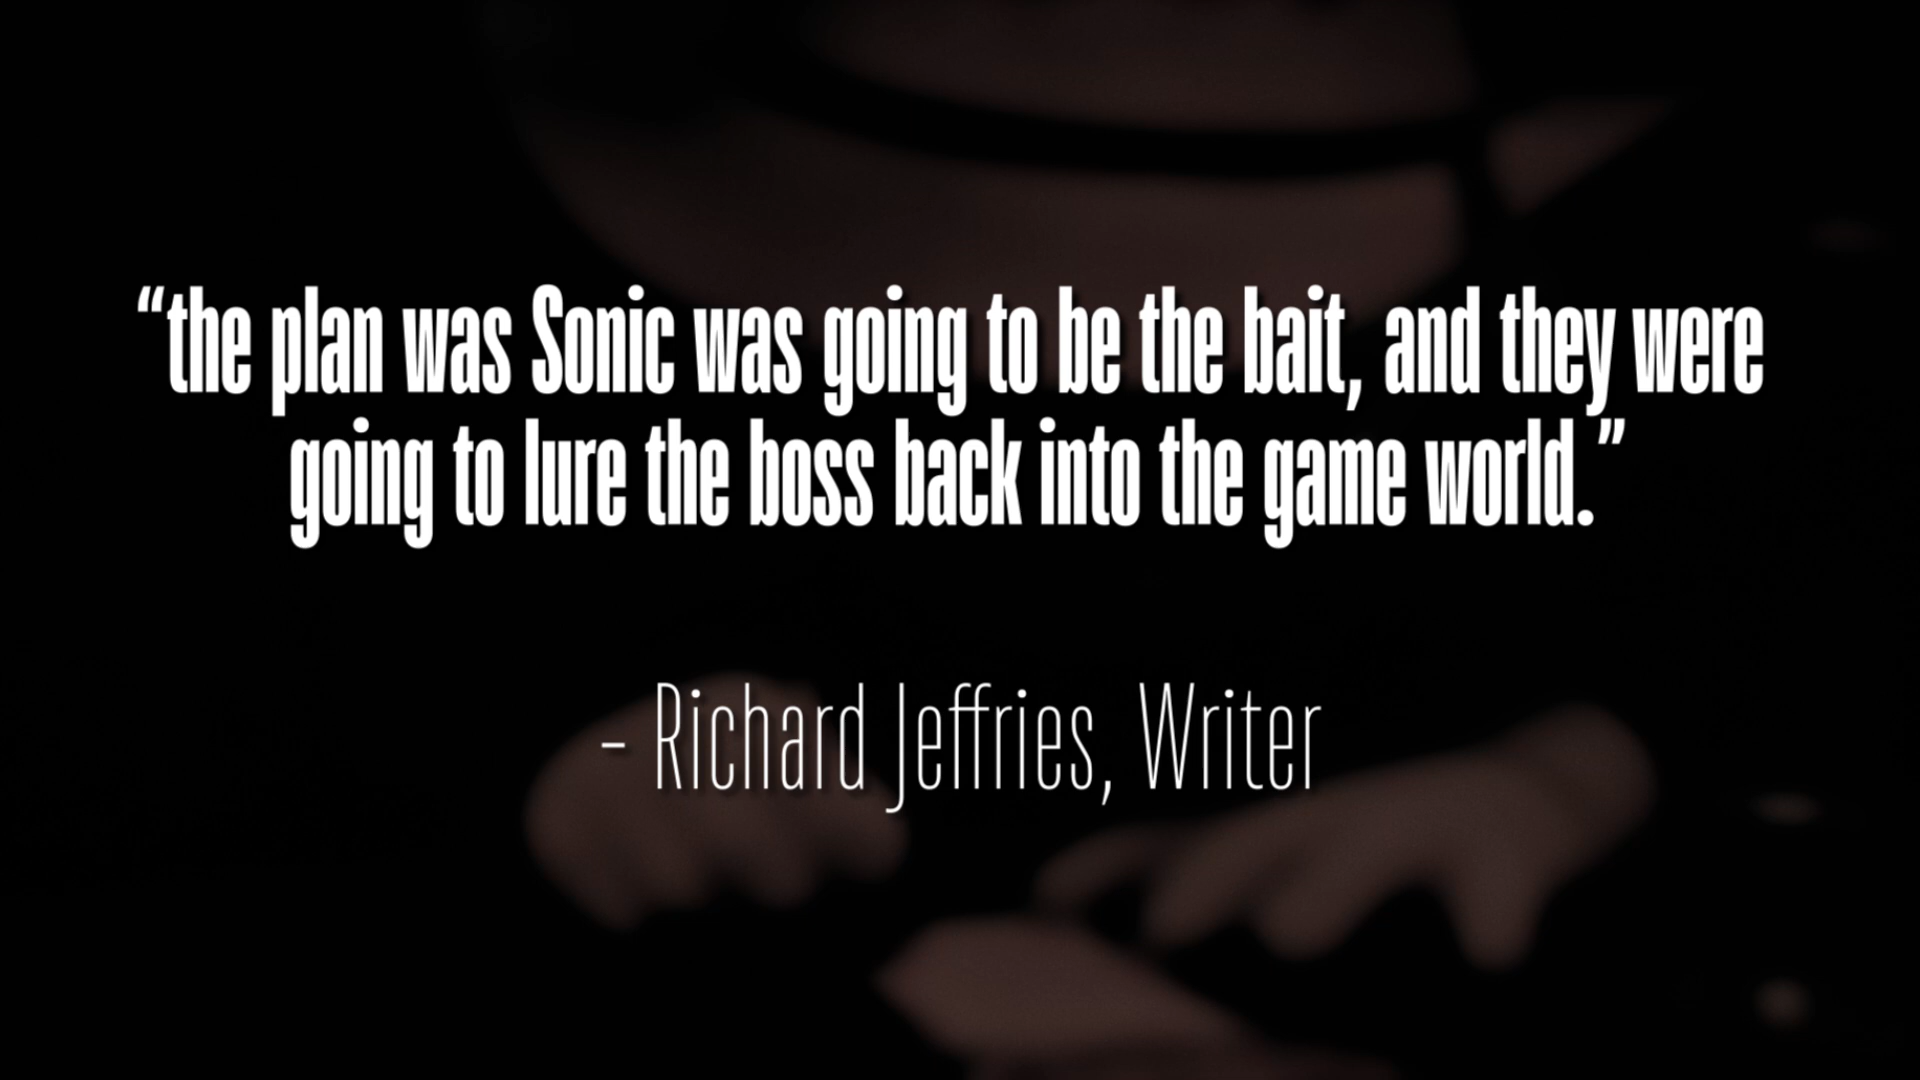 “the plan was Sonic was going to be the bait, and they were
going to lure the boss back into the game world.”
- Richard Jeffries, Writer